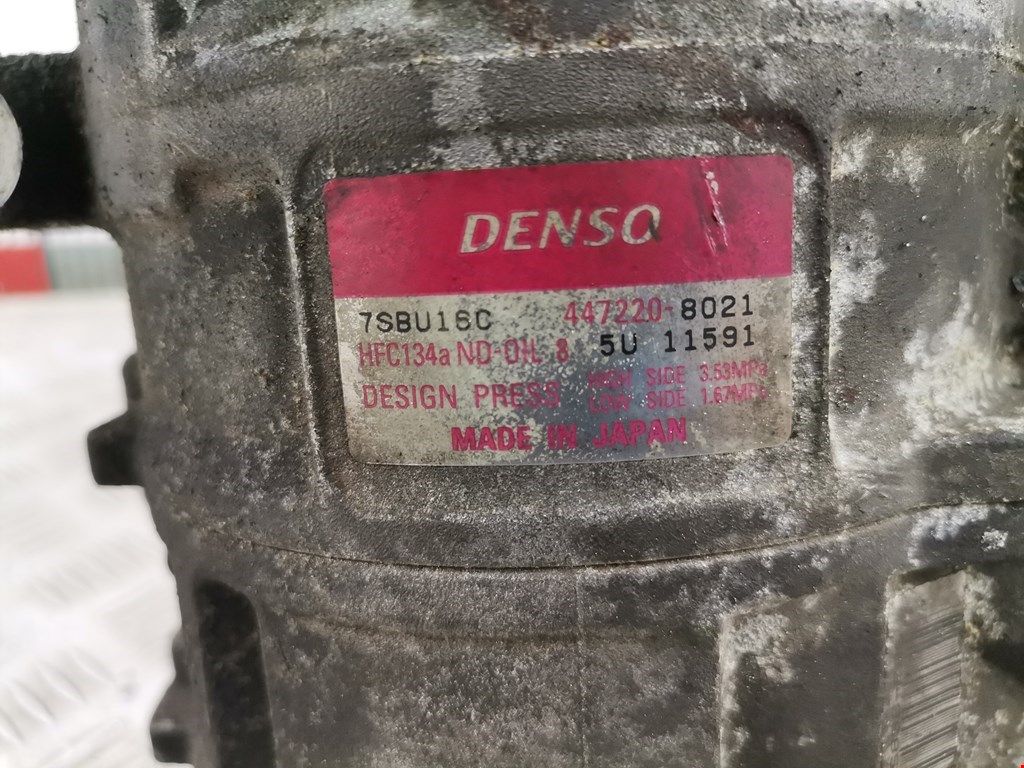 DENSO
7SBU16C 447220-8021
HFC134a ND-OIL 8 5U 11591
DESIGN PRESS HIGH SIDE 3.53MPa
LOW SIDE 1.67MPa
MADE IN JAPAN